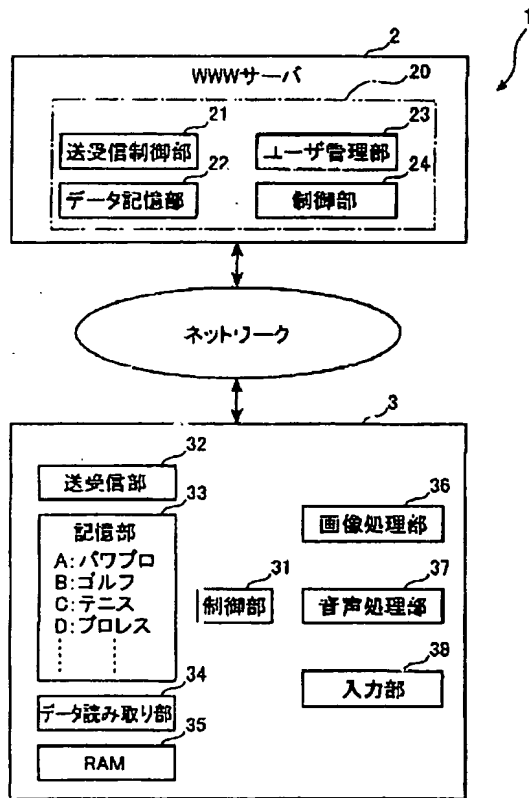 1
2
WWWサーバ
20
21
送受信制御部
23
ユーザ管理部
22
データ記憶部
24
制御部
ネットワーク
3
32
送受信部
33
記憶部
A:パワプロ
B:ゴルフ
C:テニス
D:プロレス
31
制御部
36
画像処理部
37
音声処理部
38
入力部
34
データ読み取り部
35
RAM